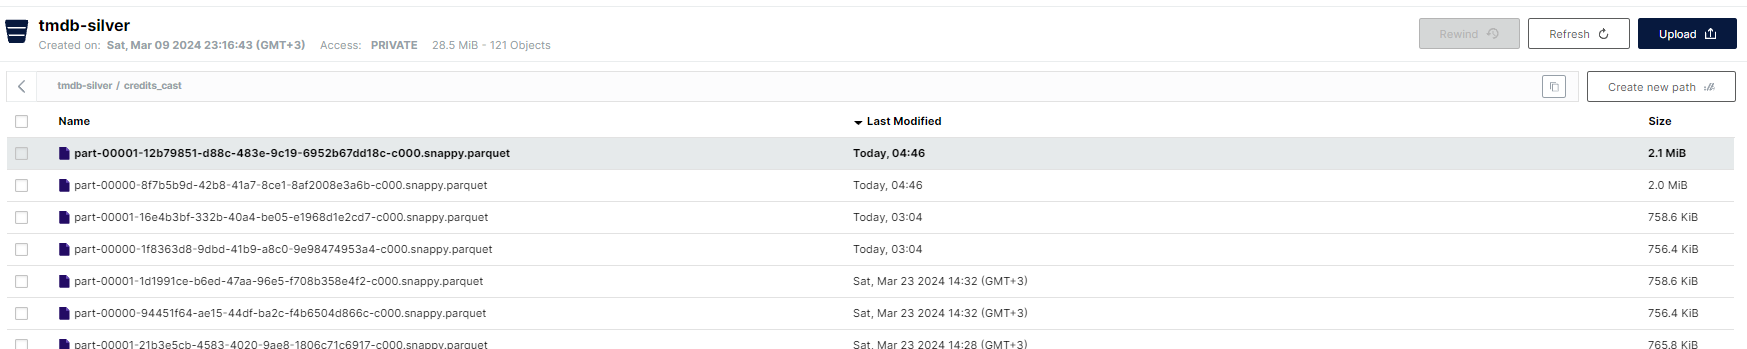 tmdb-silver
Created on: Sat, Mar 09 2024 23:16:43 (GMT+3) Access: PRIVATE 28.5 MiB - 121 Objects
Rewind Refresh Upload
tmdb-silver / credits_cast
Create new path
Name Last Modified Size
part-00001-12b79851-d88c-483e-9c19-6952b67dd18c-c000.snappy.parquet Today, 04:46 2.1 MiB
part-00000-8f7b5b9d-42b8-41a7-8ce1-8af2008e3a6b-c000.snappy.parquet Today, 04:46 2.0 MiB
part-00001-16e4b3bf-332b-40a4-be05-e1968d1e2cd7-c000.snappy.parquet Today, 03:04 758.6 KiB
part-00000-1f8363d8-9dbd-41b9-a8c0-9e98474953a4-c000.snappy.parquet Today, 03:04 756.4 KiB
part-00001-1d1991ce-b6ed-47aa-96e5-f708b358e4f2-c000.snappy.parquet Sat, Mar 23 2024 14:32 (GMT+3) 758.6 KiB
part-00000-94451f64-ae15-44df-ba2c-f4b6504d866c-c000.snappy.parquet Sat, Mar 23 2024 14:32 (GMT+3) 756.4 KiB
part-00001-21b3e5cb-4583-4020-9ae8-1806c71c6917-c000.snappy.parquet Sat, Mar 23 2024 14:28 (GMT+3) 765.8 KiB